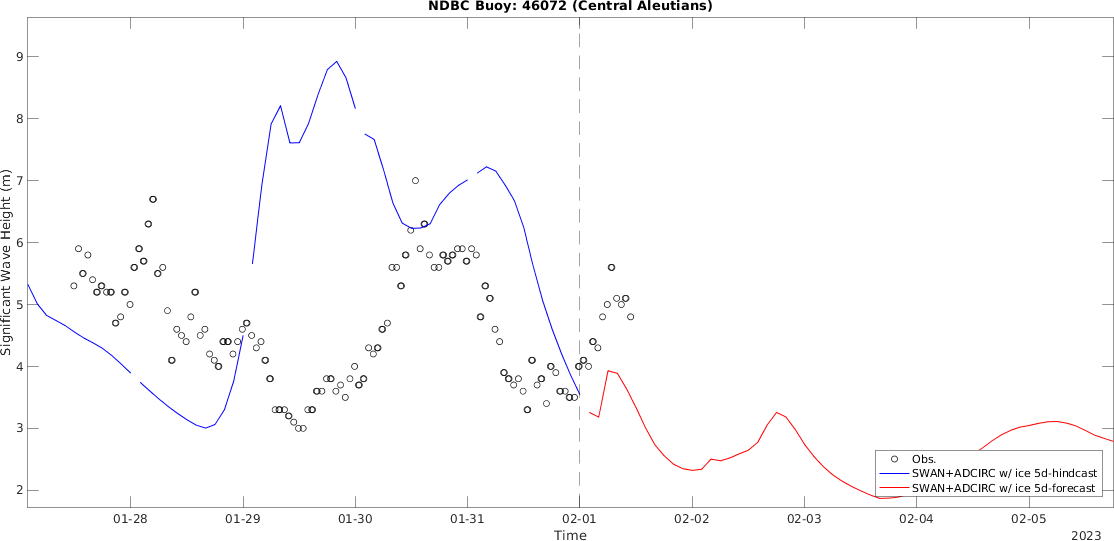 NDBC Buoy: 46072 (Central Aleutians)
Significant Wave Height (m)
9
8
7
6
5
4
3
2
Obs.
SWAN+ADCIRC w/ ice 5d-hindcast
SWAN+ADCIRC w/ ice 5d-forecast
01-28 01-29 01-30 01-31 02-01 02-02 02-03 02-04 02-05
Time
2023